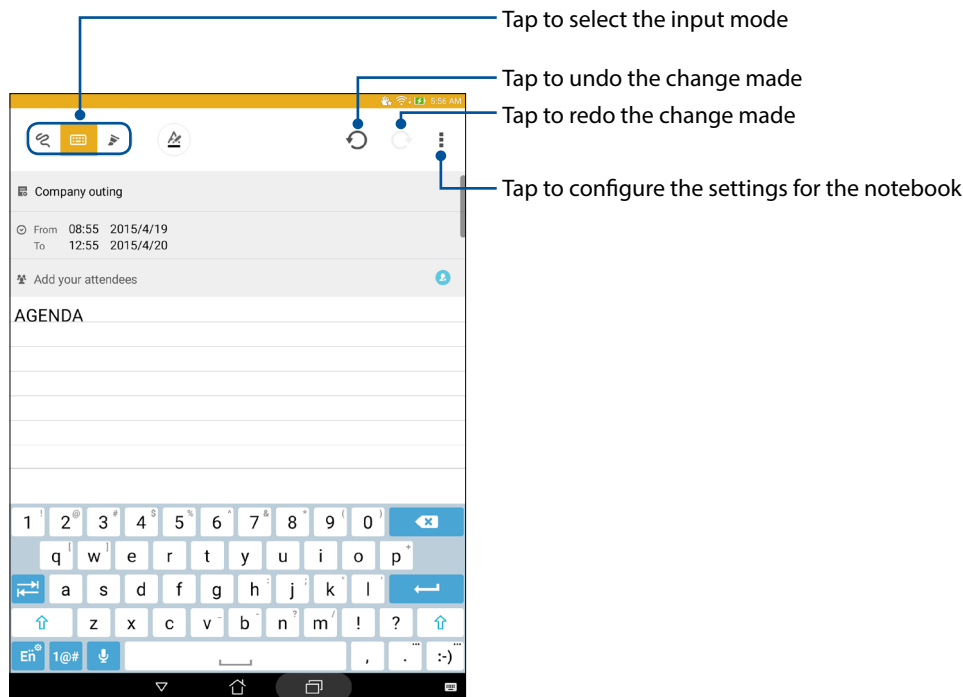 Tap to select the input mode
Tap to undo the change made
5:56 AM
Tap to redo the change made
Tap to configure the settings for the notebook
Company outing
From 08:55 2015/4/19
To 12:55 2015/4/20
Add your attendees
AGENDA
1 ! 2 @ 3 # 4 $ 5 % 6 ^ 7 & 8 * 9 ( 0 )
q [ w ] e r t y u i o p +
a s d f g h : j ; k ' l '
z x c v - b - n ? m / ! ?
En 1@# , . ... :-) ...